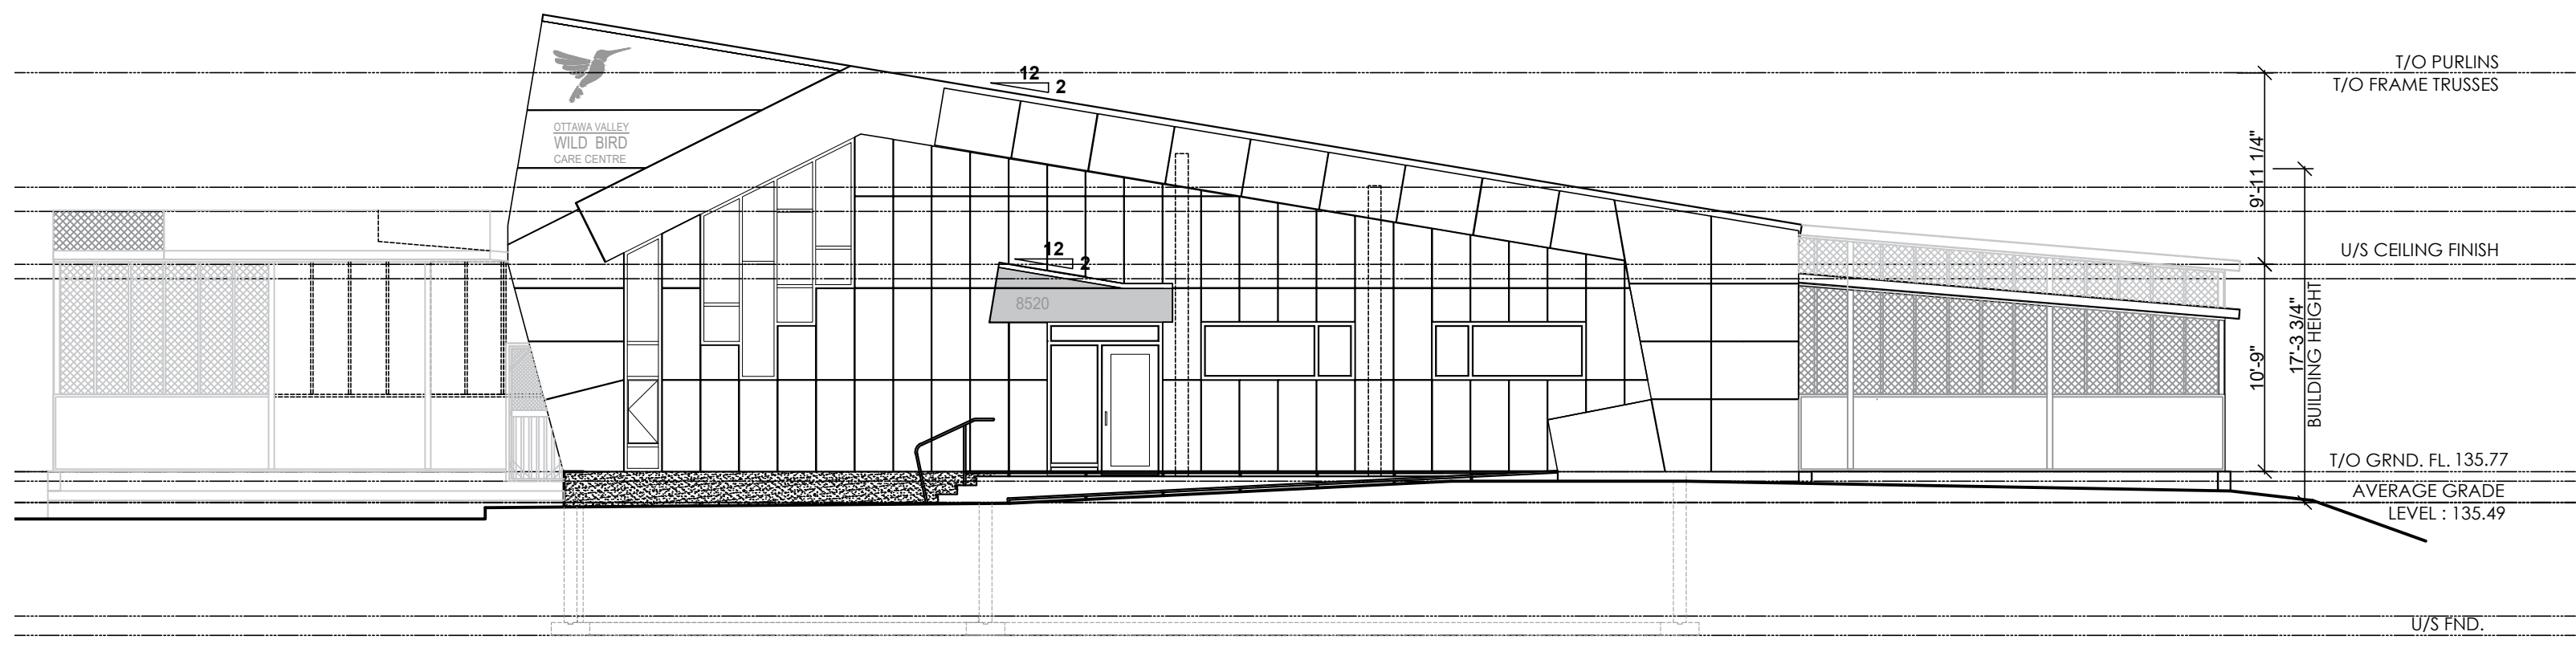 T/O PURLINS
T/O FRAME TRUSSES
12
2
OTTAWA VALLEY
WILD BIRD
CARE CENTRE
9'-11 1/4"
U/S CEILING FINISH
12
2
8520
17'-3 3/4"
BUILDING HEIGHT
10'-9"
T/O GRND. FL. 135.77
AVERAGE GRADE
LEVEL : 135.49
U/S FND.